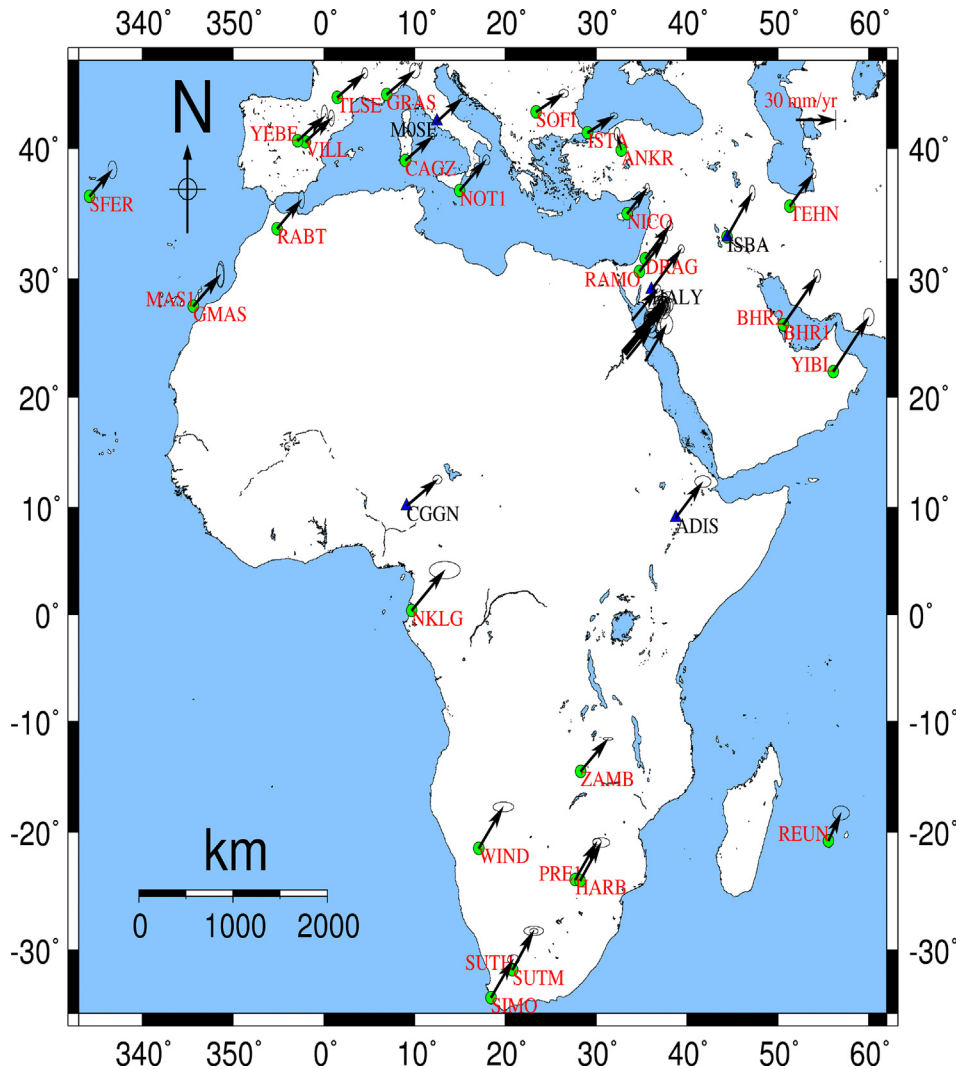 340° 350° 0° 10° 20° 30° 40° 50° 60°
N
30 mm/yr
TLSE
GRAS
M0SE
SOFI
YEBE
VILL
ISTA
ANKR
40°
40°
CAGZ
NOT1
SFER
RABT
NICO
ISBA
TEHN
DRAG
RAMO
30°
30°
MAS1
GMAS
HALY
BHR2
BHR1
YIBL
20°
20°
CGGN
ADIS
10°
10°
NKLG
0°
0°
-10°
-10°
ZAMB
-20°
-20°
WIND
REUN
km
0 1000 2000
PRE1
HARB
-30°
-30°
SUTH
SUTM
SIMO
340° 350° 0° 10° 20° 30° 40° 50° 60°